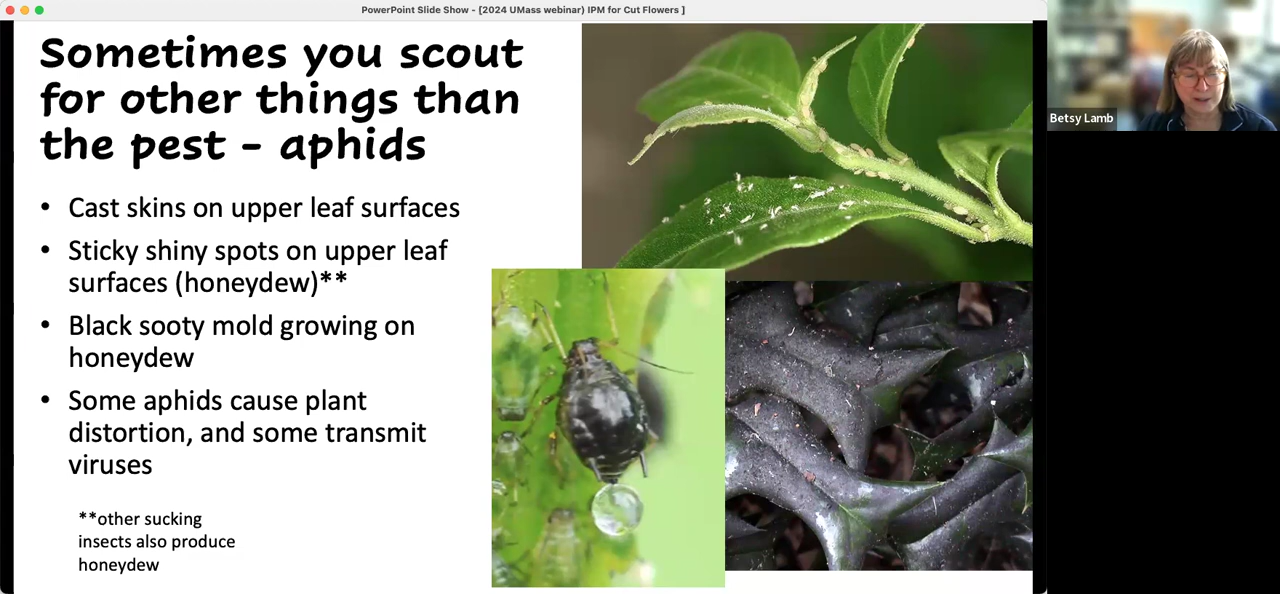 PowerPoint Slide Show - [2024 UMass webinar) IPM for Cut Flowers ]
Sometimes you scout
for other things than
the pest - aphids
• Cast skins on upper leaf surfaces
• Sticky shiny spots on upper leaf
surfaces (honeydew)**
• Black sooty mold growing on
honeydew
• Some aphids cause plant
distortion, and some transmit
viruses
**other sucking
insects also produce
honeydew
Betsy Lamb